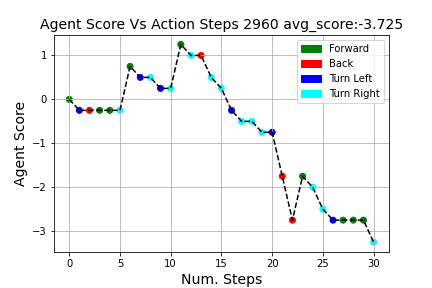 Agent Score Vs Action Steps 2960 avg_score:-3.725
Forward
Back
Turn Left
Turn Right
Agent Score
1
0
−1
−2
−3
0 5 10 15 20 25 30
Num. Steps